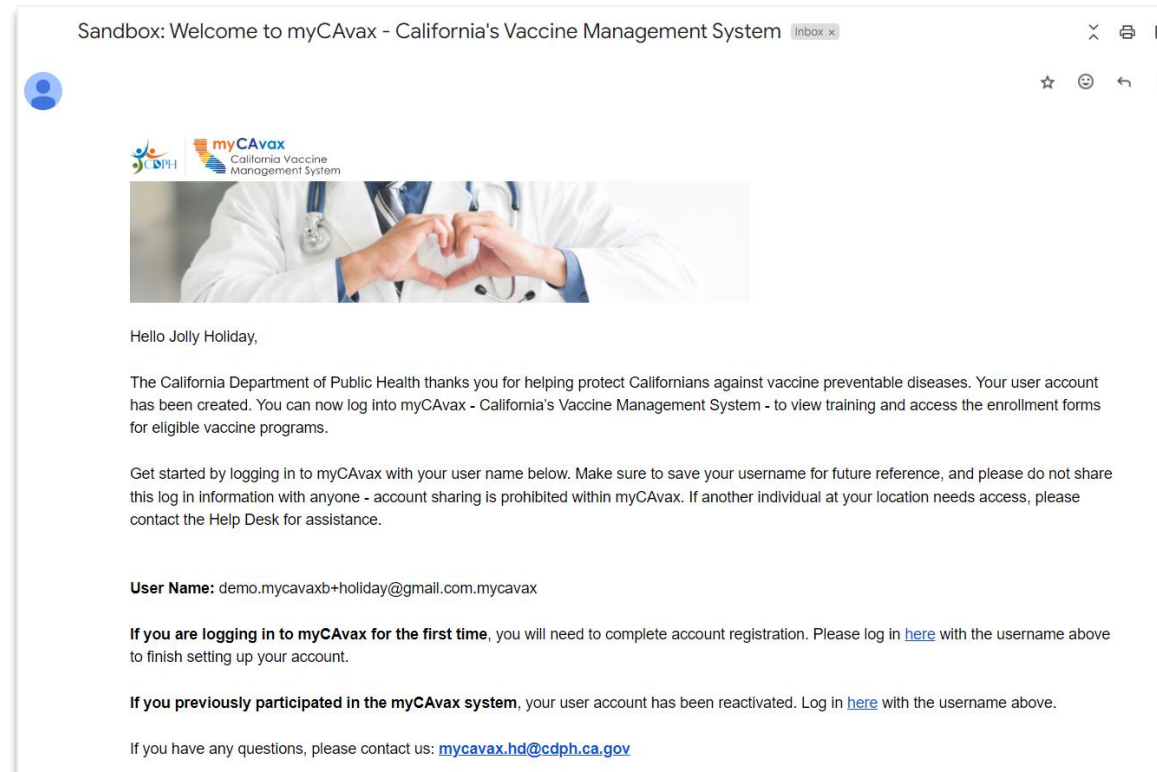 Sandbox: Welcome to myCAvax - California's Vaccine Management System Inbox ×
CDPH
myCAvax
California Vaccine
Management System
Hello Jolly Holiday,
The California Department of Public Health thanks you for helping protect Californians against vaccine preventable diseases. Your user account
has been created. You can now log into myCAvax - California's Vaccine Management System - to view training and access the enrollment forms
for eligible vaccine programs.
Get started by logging in to myCAvax with your user name below. Make sure to save your username for future reference, and please do not share
this log in information with anyone - account sharing is prohibited within myCAvax. If another individual at your location needs access, please
contact the Help Desk for assistance.
User Name: demo.mycavaxb+holiday@gmail.com.mycavax
If you are logging in to myCAvax for the first time, you will need to complete account registration. Please log in here with the username above
to finish setting up your account.
If you previously participated in the myCAvax system, your user account has been reactivated. Log in here with the username above.
If you have any questions, please contact us: mycavax.hd@cdph.ca.gov